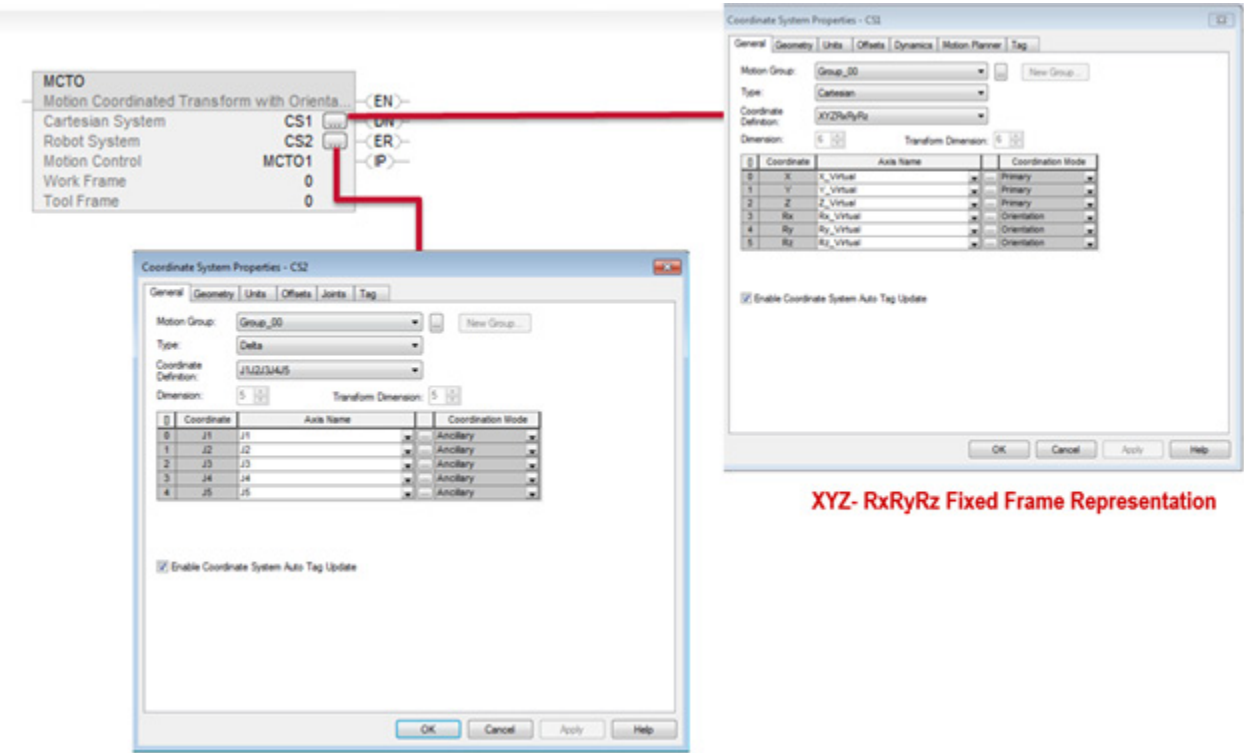 MCTO
Motion Coordinated Transform with Orienta...
Cartesian System CS1 ...
Robot System CS2 ...
Motion Control MCTO1
Work Frame 0
Tool Frame 0
EN
DN
ER
IP
Coordinate System Properties - CS1
General Geometry Units Offsets Dynamics Motion Planner Tag
Motion Group: Group_00 ... New Group...
Type: Cartesian
Coordinate
Definition: XYZRxRyRz
Dimension: 6 Transform Dimension: 6
[] Coordinate Axis Name Coordination Mode
0 X X_Virtual ... Primary
1 Y Y_Virtual ... Primary
2 Z Z_Virtual ... Primary
3 Rx Rx_Virtual ... Orientation
4 Ry Ry_Virtual ... Orientation
5 Rz Rz_Virtual ... Orientation
Enable Coordinate System Auto Tag Update
OK Cancel Apply Help
XYZ- RxRyRz Fixed Frame Representation
Coordinate System Properties - CS2
General Geometry Units Offsets Joints Tag
Motion Group: Group_00 ... New Group...
Type: Delta
Coordinate
Definition: J1J2J3J4J5
Dimension: 5 Transform Dimension: 5
[] Coordinate Axis Name Coordination Mode
0 J1 J1 ... Ancillary
1 J2 J2 ... Ancillary
2 J3 J3 ... Ancillary
3 J4 J4 ... Ancillary
4 J5 J5 ... Ancillary
Enable Coordinate System Auto Tag Update
OK Cancel Apply Help